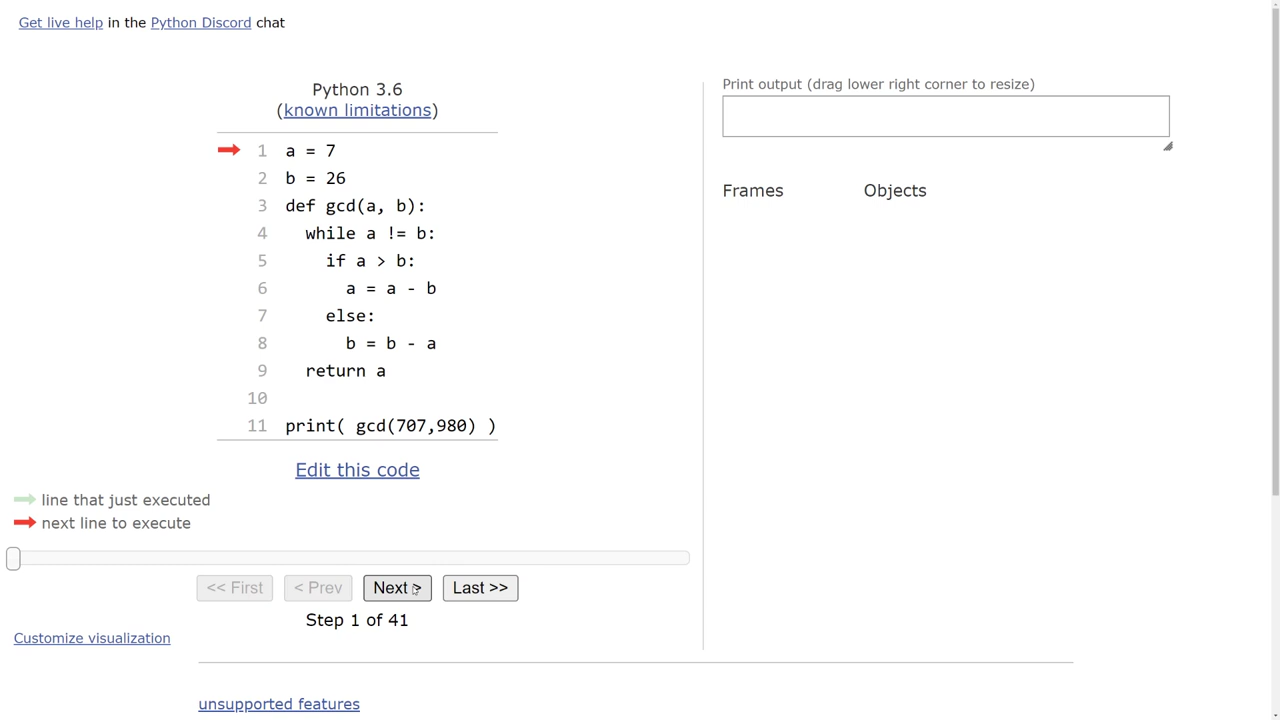 Get live help in the Python Discord chat
Python 3.6
(known limitations)
1 a = 7
2 b = 26
3 def gcd(a, b):
4 while a != b:
5 if a > b:
6 a = a - b
7 else:
8 b = b - a
9 return a
10
11 print( gcd(707,980) )
Edit this code
line that just executed
next line to execute
<< First < Prev Next > Last >>
Step 1 of 41
Customize visualization
Print output (drag lower right corner to resize)
Frames Objects
unsupported features